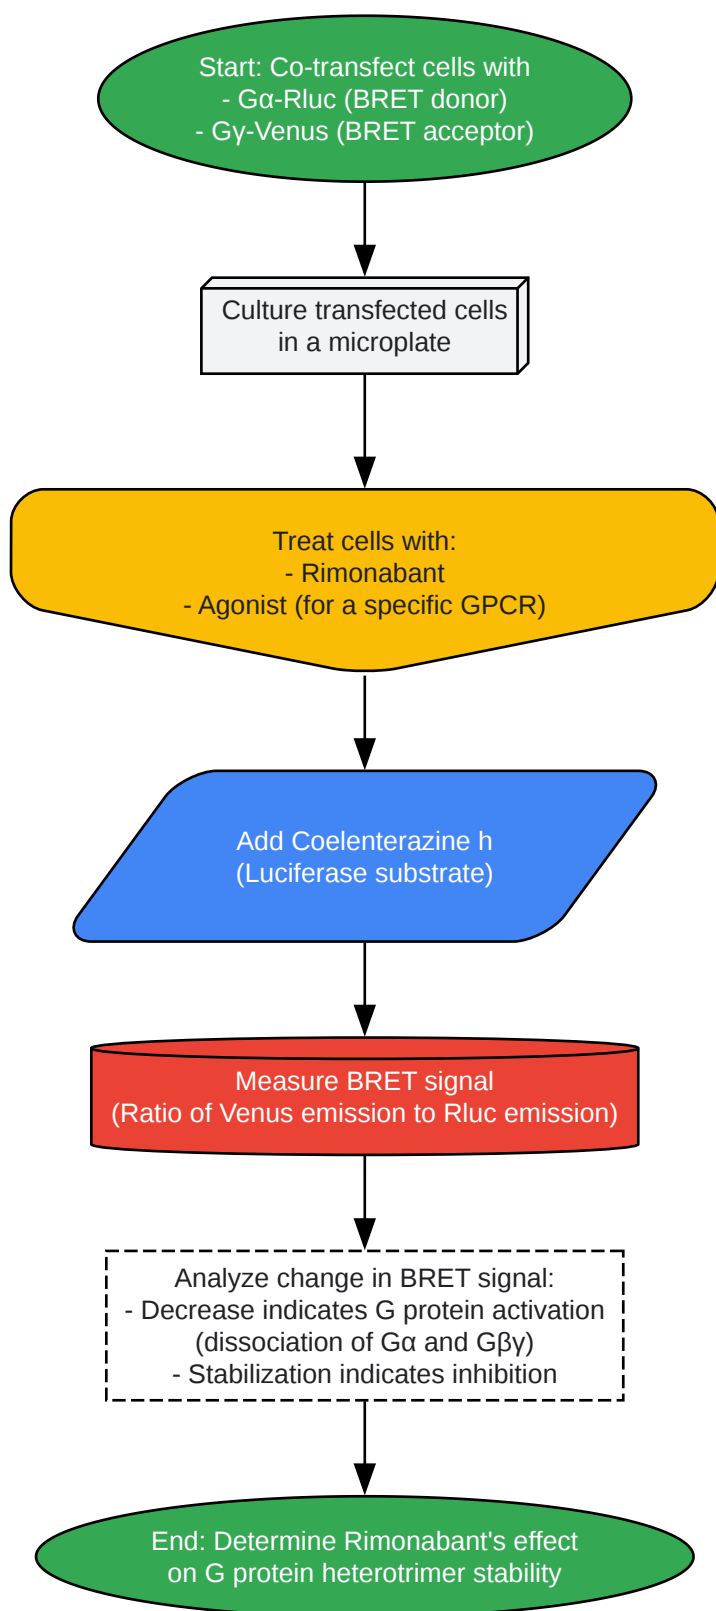 Start: Co-transfect cells with
- Gα-Rluc (BRET donor)
- Gγ-Venus (BRET acceptor)
Culture transfected cells
in a microplate
Treat cells with:
- Rimonabant
- Agonist (for a specific GPCR)
Add Coelenterazine h
(Luciferase substrate)
Measure BRET signal
(Ratio of Venus emission to Rluc emission)
Analyze change in BRET signal:
- Decrease indicates G protein activation
(dissociation of Gα and Gβγ)
- Stabilization indicates inhibition
End: Determine Rimonabant's effect
on G protein heterotrimer stability